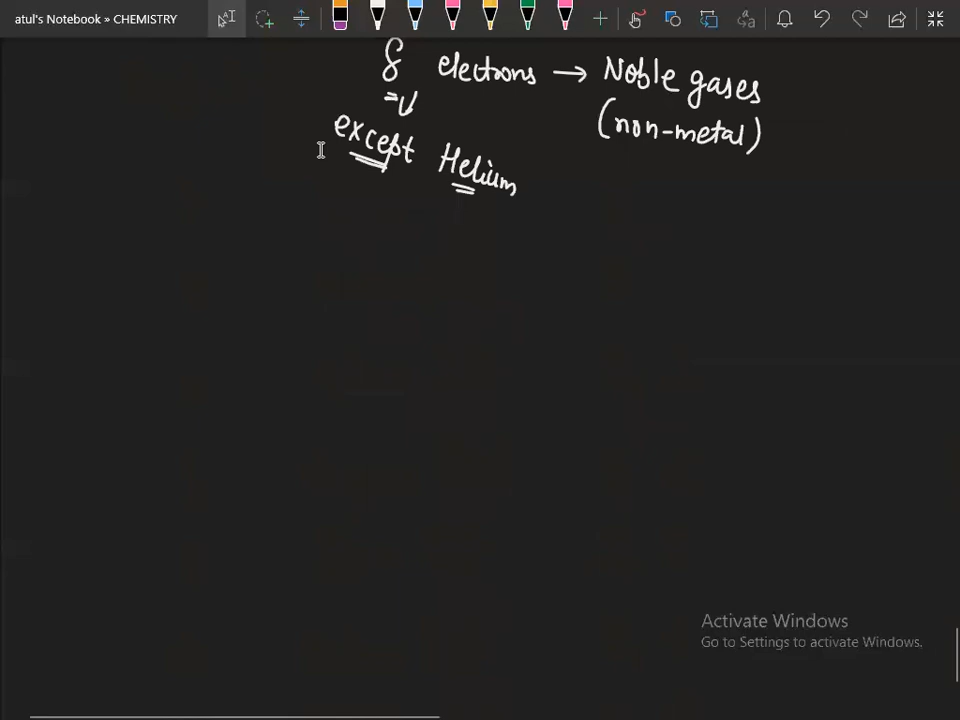 atul's Notebook » CHEMISTRY
8 electrons → Noble gases
(non-metal)
except Helium
Activate Windows
Go to Settings to activate Windows.